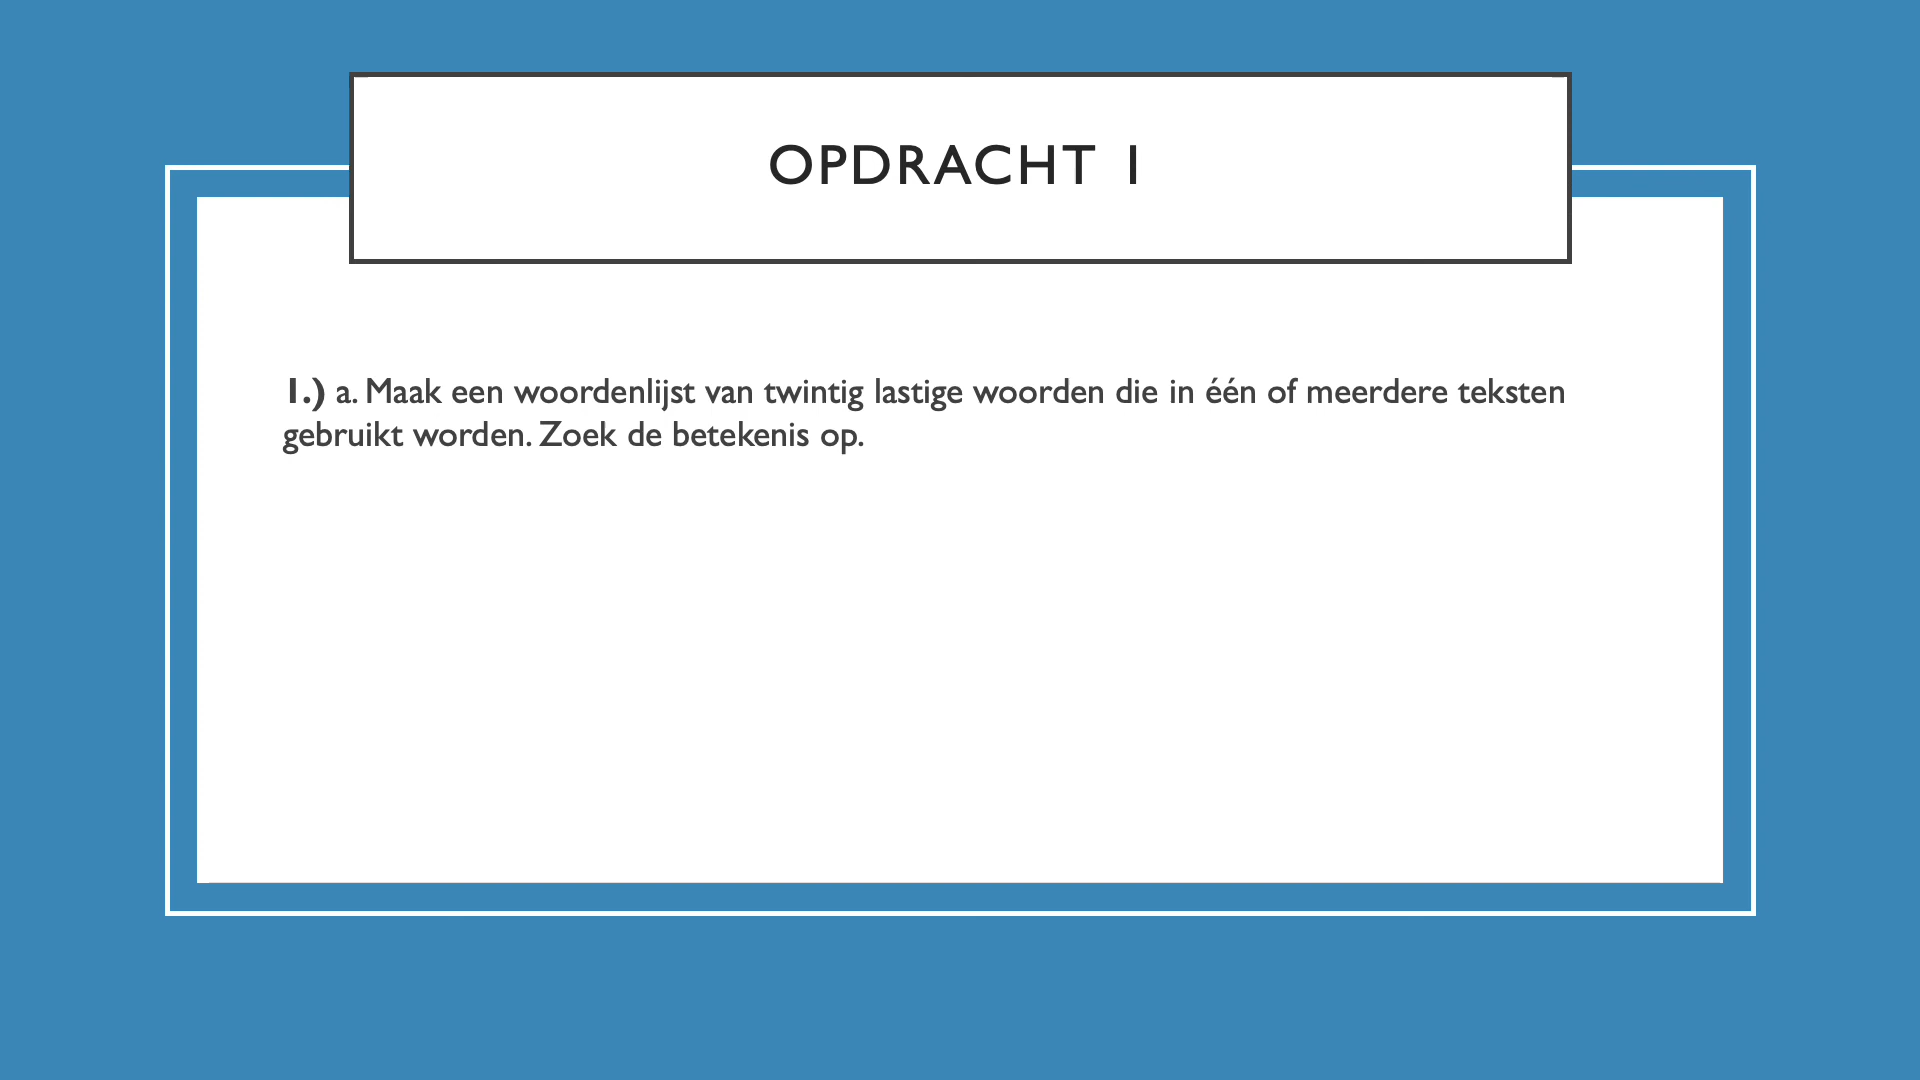 OPDRACHT 1
1.) a. Maak een woordenlijst van twintig lastige woorden die in één of meerdere teksten
gebruikt worden. Zoek de betekenis op.